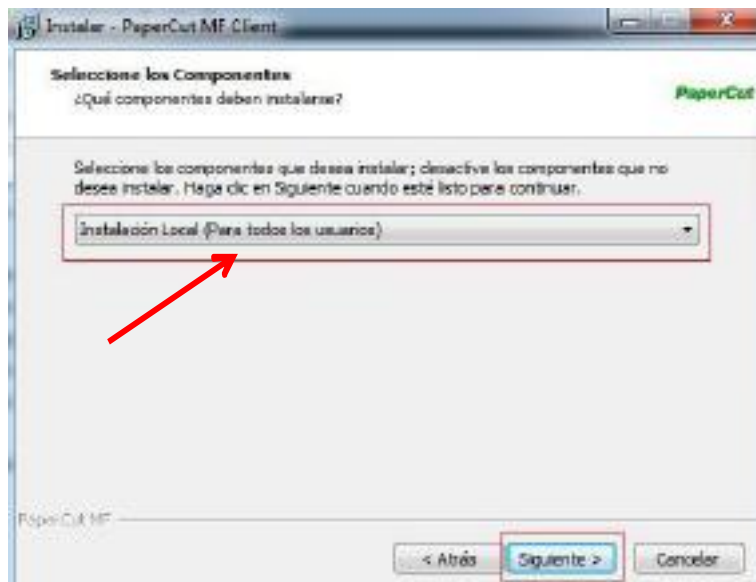 Instalar - PaperCut MF Client
Seleccione los Componentes
¿Qué componentes deben instalarse?
PaperCut
Seleccione los componentes que desea instalar; desactive los componentes que no
desea instalar. Haga clic en Siguiente cuando esté listo para continuar.
Instalación Local (Para todos los usuarios)
PaperCut MF
< Atrás
Siguiente >
Cancelar